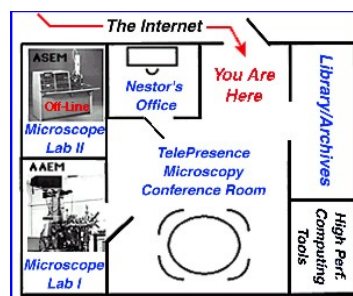 The Internet
ASEM
Off-Line
Microscope
Lab II
Nestor's
Office
You Are
Here
Library/Archives
AAEM
Microscope
Lab I
TelePresence
Microscopy
Conference Room
High Perf.
Computing
Tools